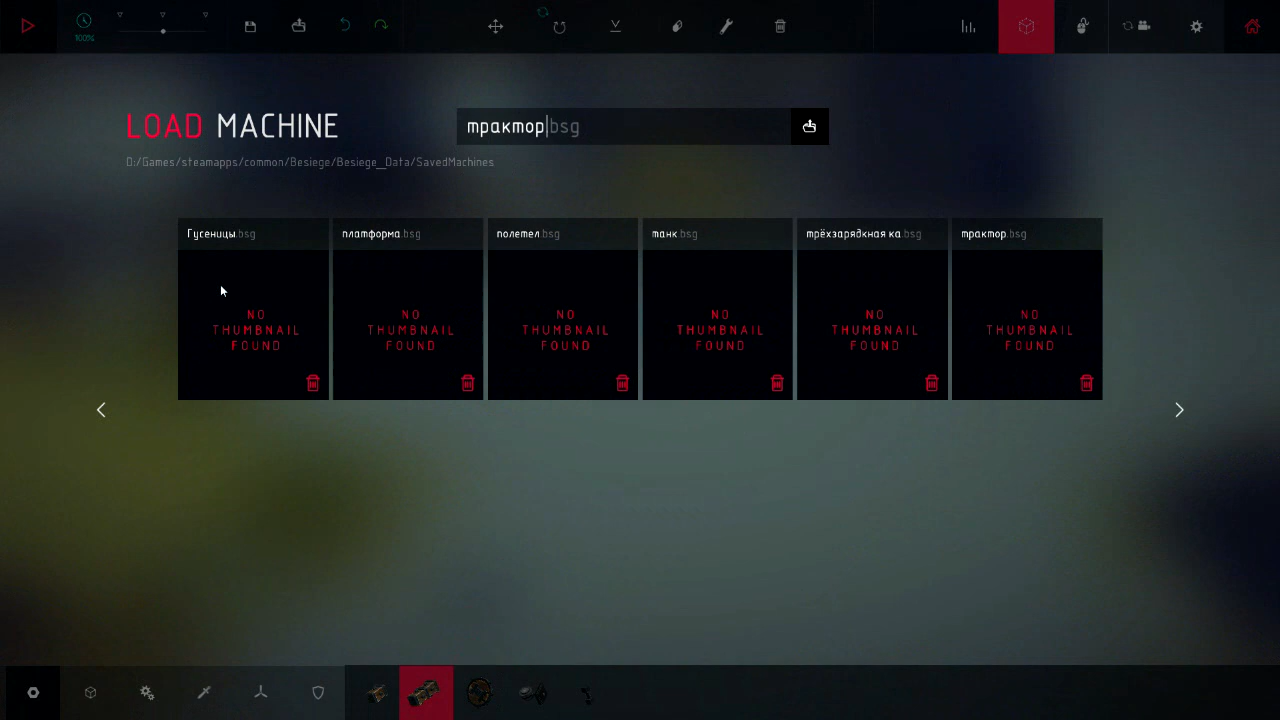 100%
LOAD MACHINE
трактор.bsg
D:/Games/steamapps/common/Besiege/Besiege_Data/SavedMachines
Гусеницы.bsg
платформа.bsg
полетел.bsg
танк.bsg
трёхзарядкная ка.bsg
трактор.bsg
NO THUMBNAIL FOUND
NO THUMBNAIL FOUND
NO THUMBNAIL FOUND
NO THUMBNAIL FOUND
NO THUMBNAIL FOUND
NO THUMBNAIL FOUND